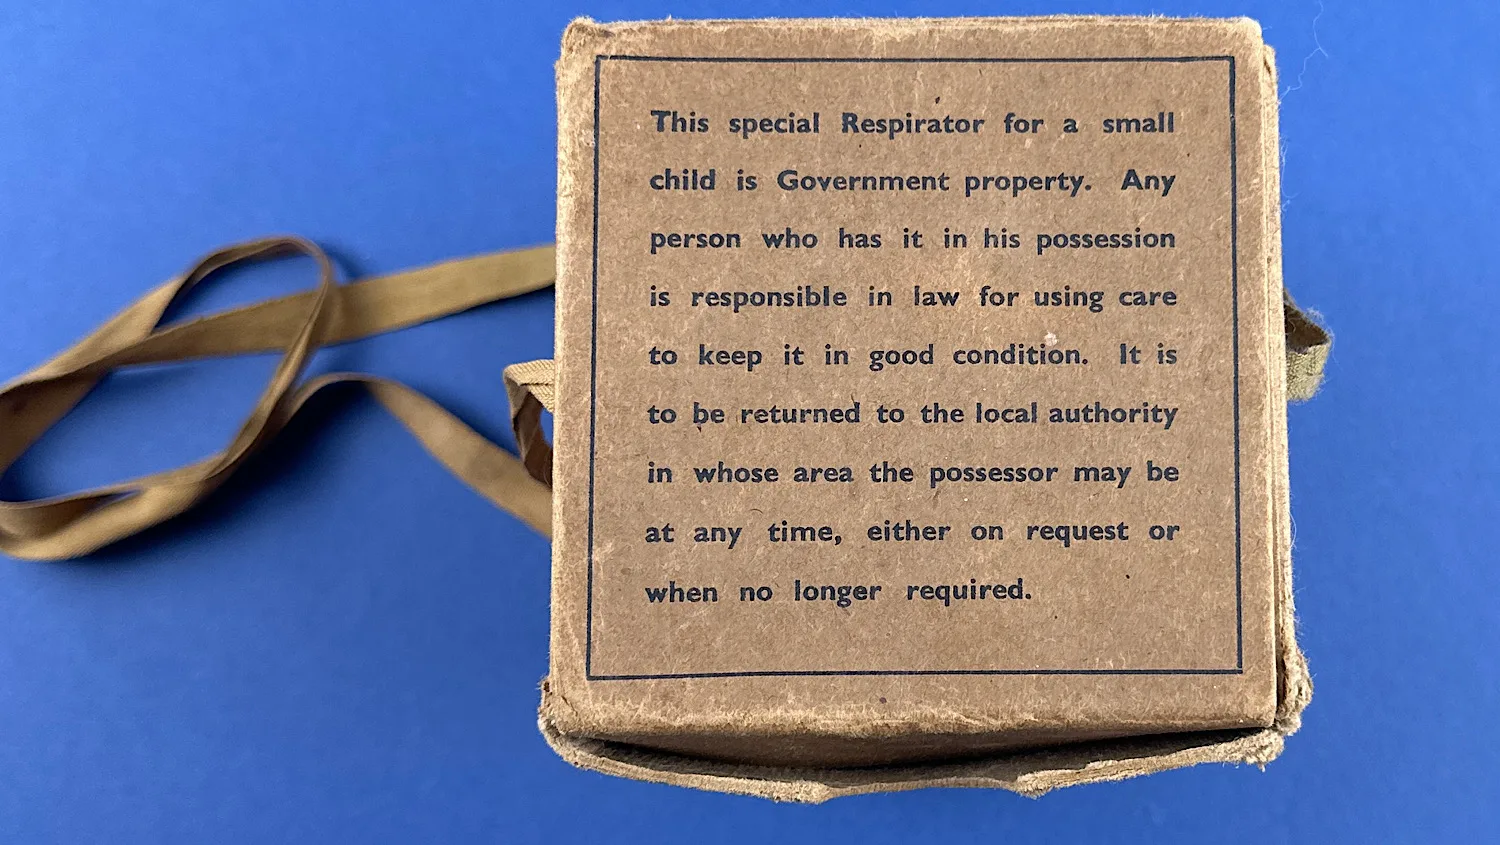 This special Respirator for a small
child is Government property. Any
person who has it in his possession
is responsible in law for using care
to keep it in good condition. It is
to be returned to the local authority
in whose area the possessor may be
at any time, either on request or
when no longer required.